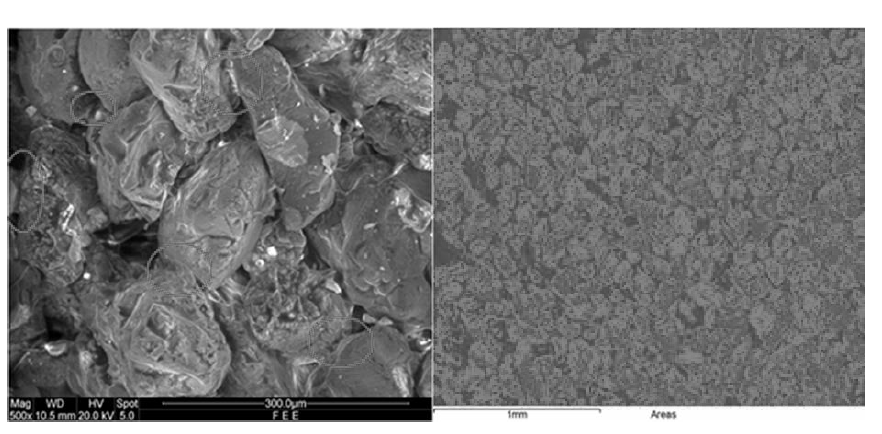 Mag WD HV Spot 300.0µm
500x 10.5 mm 20.0 kV 5.0 F E E
1mm Areas